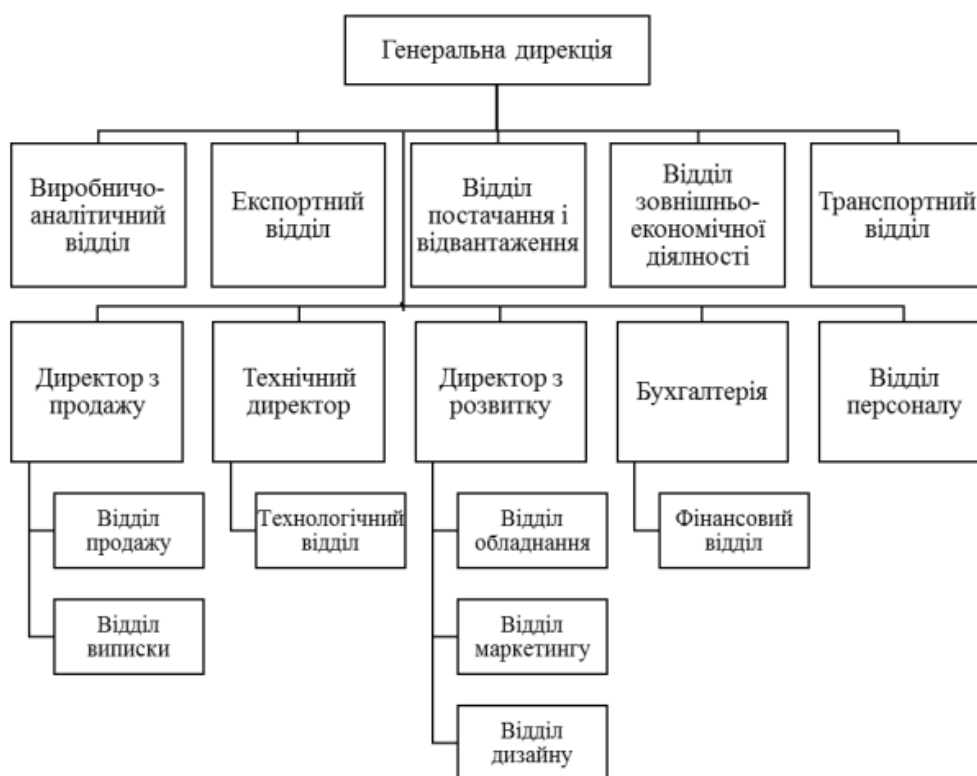 Генеральна дирекція
Виробничо-
аналітичний
відділ
Експортний
відділ
Відділ
постачання і
відвантаження
Відділ
зовнішньо-
економічної
діялності
Транспортний
відділ
Директор з
продажу
Технічний
директор
Директор з
розвитку
Бухгалтерія
Відділ
персоналу
Відділ
продажу
Технологічний
відділ
Відділ
обладнання
Фінансовий
відділ
Відділ
виписки
Відділ
маркетингу
Відділ
дизайну